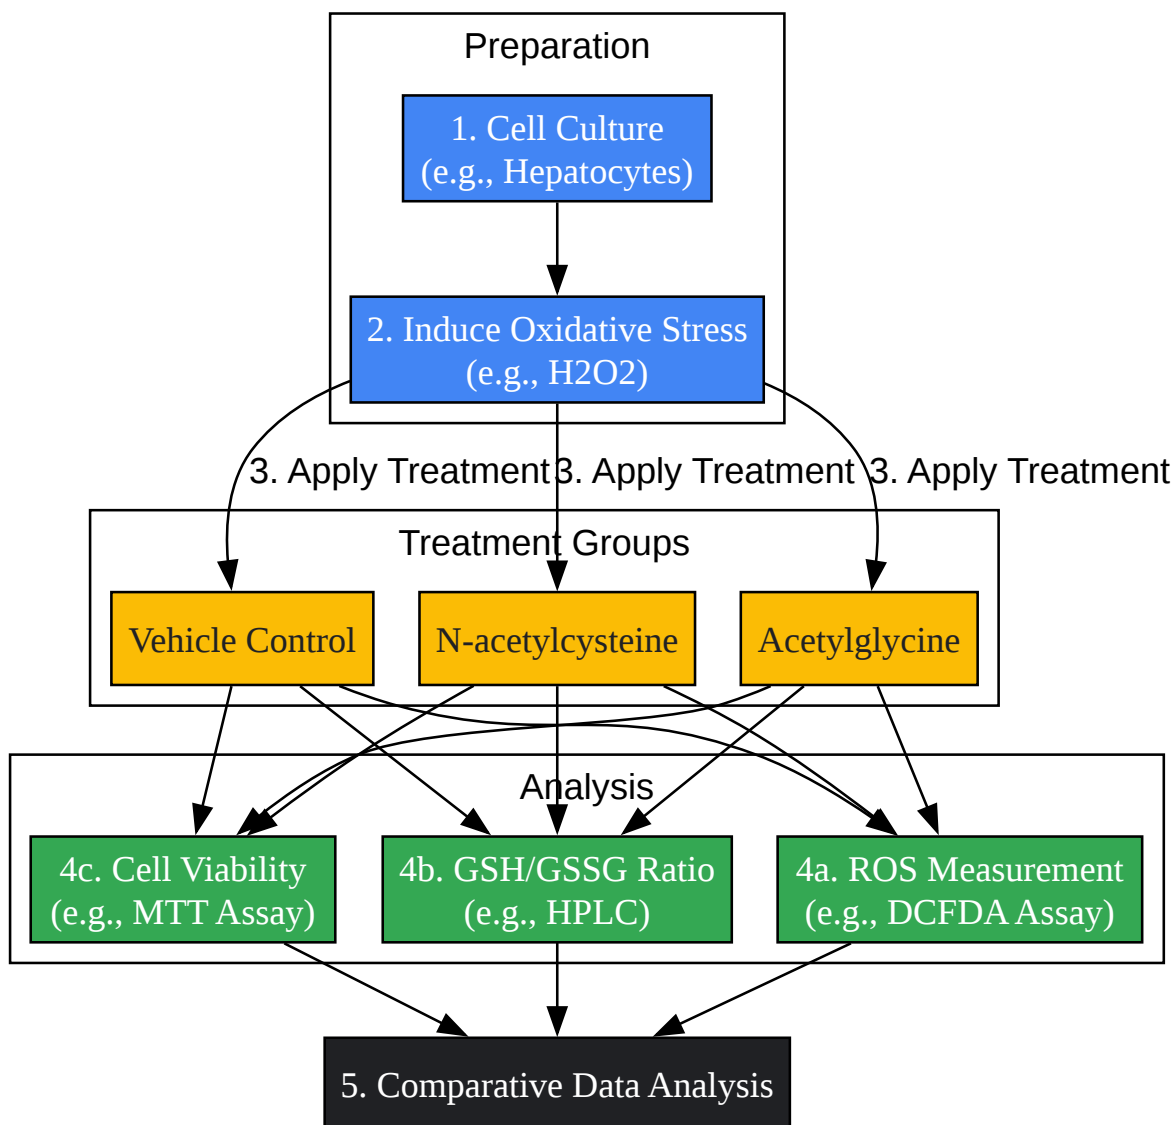 Preparation
1. Cell Culture
(e.g., Hepatocytes)
2. Induce Oxidative Stress
(e.g., H2O2)
3. Apply Treatment
3. Apply Treatment
3. Apply Treatment
Treatment Groups
Vehicle Control
N-acetylcysteine
Acetylglycine
Analysis
4c. Cell Viability
(e.g., MTT Assay)
4b. GSH/GSSG Ratio
(e.g., HPLC)
4a. ROS Measurement
(e.g., DCFDA Assay)
5. Comparative Data Analysis